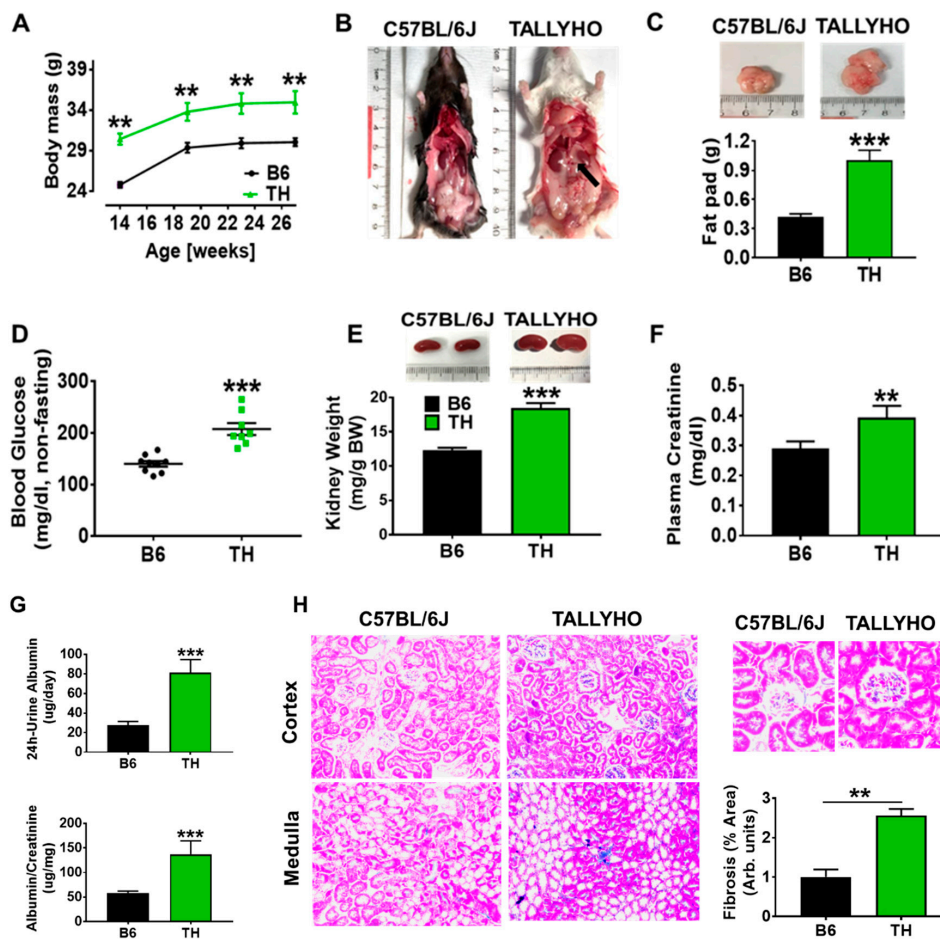 A
Body mass (g)
34
29
24
**
**
**
**
B6
TH
14 16 18 20 22 24 26
Age [weeks]
B
C57BL/6J TALLYHO
C
C57BL/6J TALLYHO
6 7 8
6 7 8
Fat pad (g)
1.2
0.9
0.6
0.3
0.0
***
B6 TH
D
Blood Glucose
(mg/dl, non-fasting)
300
200
100
0
***
B6 TH
E
C57BL/6J TALLYHO
Kidney Weight
(mg/g BW)
20
15
10
5
0
B6
TH
***
B6 TH
F
Plasma Creatinine
(mg/dl)
0.5
0.4
0.3
0.2
0.1
0.0
**
B6 TH
G
24h-Urine Albumin
(ug/day)
100
80
60
40
20
0
***
B6 TH
Albumin/Creatinine
(ug/mg)
200
150
100
50
0
***
B6 TH
H
C57BL/6J TALLYHO
Cortex
Medulla
C57BL/6J TALLYHO
Fibrosis (% Area)
(Arb. units)
3
2
1
0
**
B6 TH